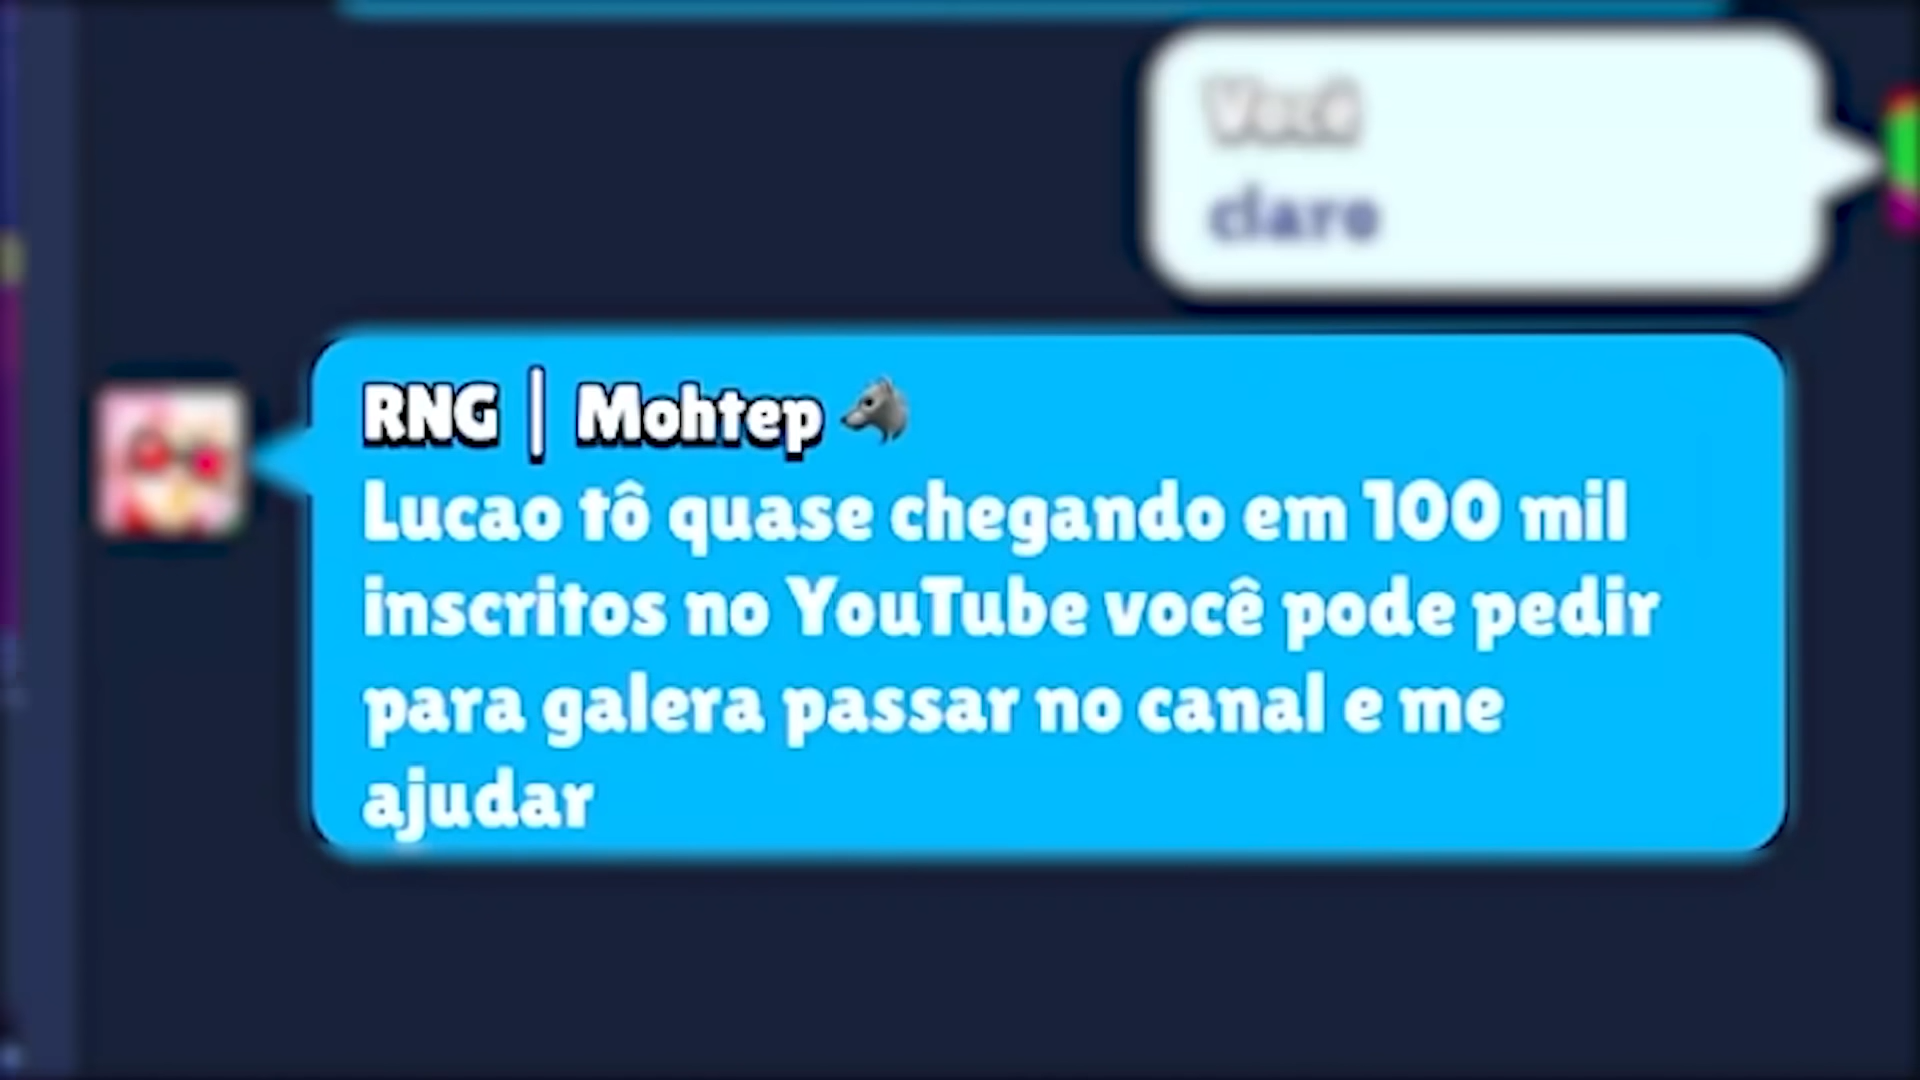 Você
claro
RNG | Mohtep 🐺
Lucao tô quase chegando em 100 mil
inscritos no YouTube você pode pedir
para galera passar no canal e me
ajudar